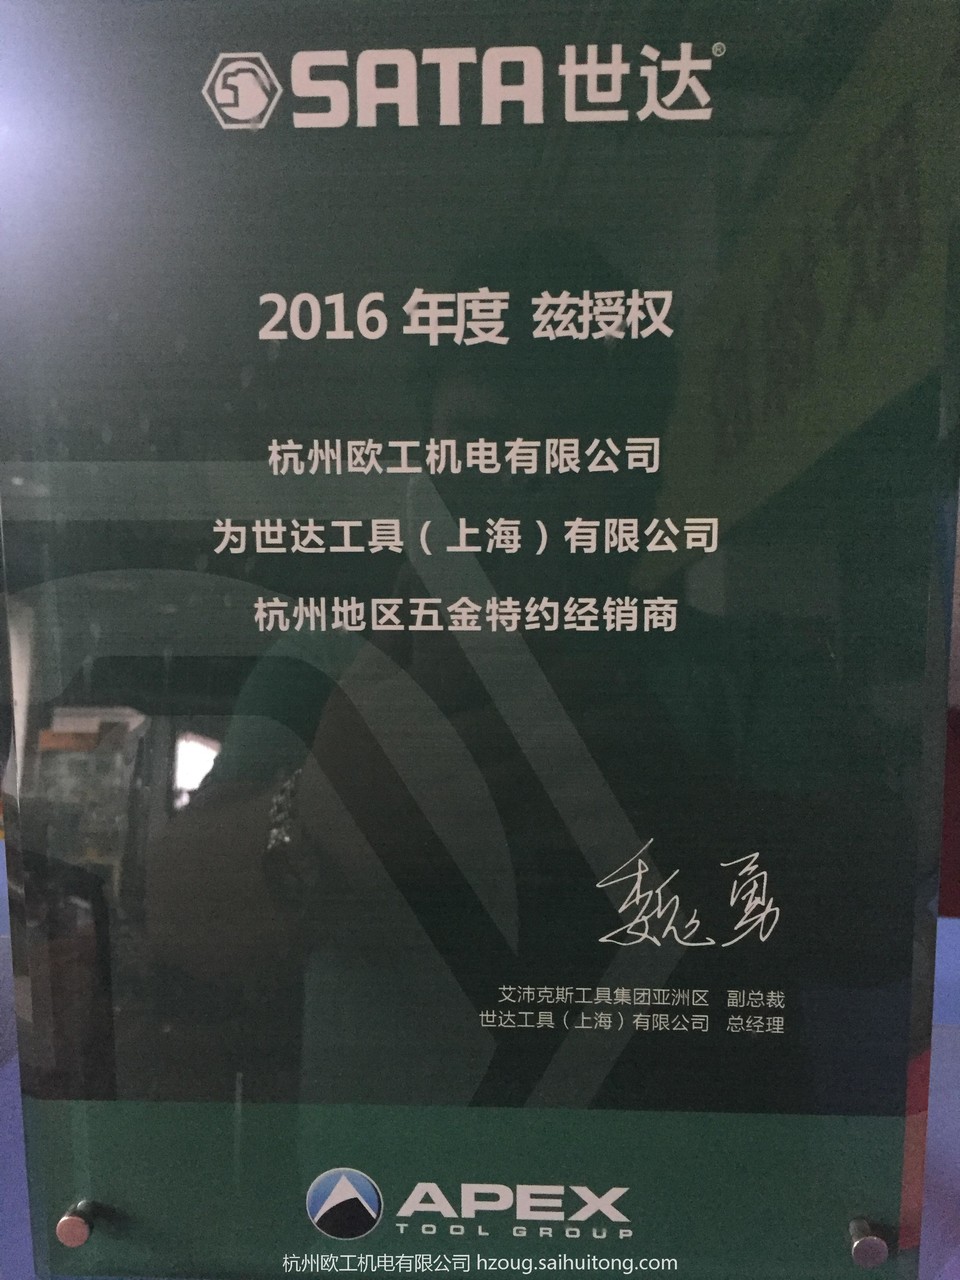 SATA世达®
2016 年度 兹授权
杭州欧工机电有限公司
为世达工具（上海）有限公司
杭州地区五金特约经销商
魏勇
艾沛克斯工具集团亚洲区 副总裁
世达工具（上海）有限公司 总经理
APEX
TOOL GROUP
杭州欧工机电有限公司 hzoug.saihuitong.com